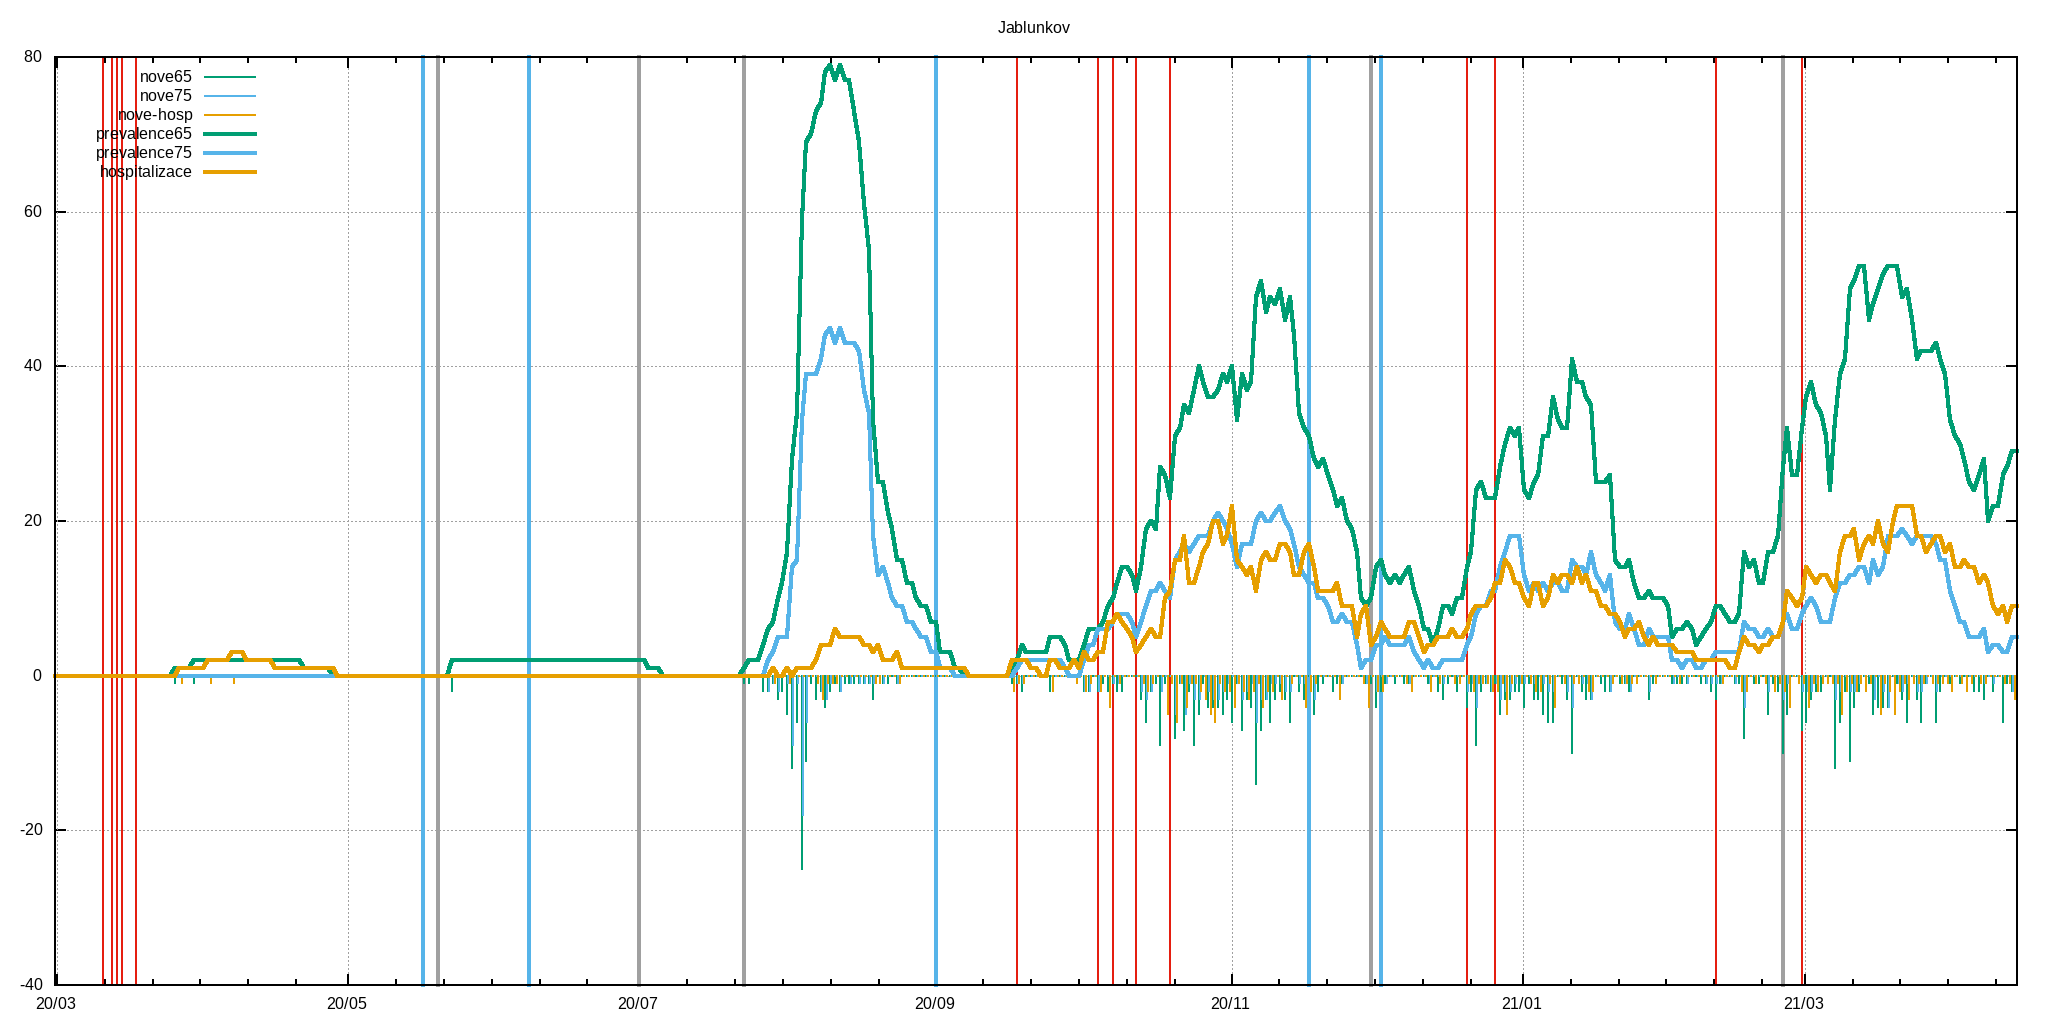 Jablunkov
80
60
40
20
0
-20
-40
nove65
nove75
nove-hosp
prevalence65
prevalence75
hospitalizace
20/03 20/05 20/07 20/09 20/11 21/01 21/03